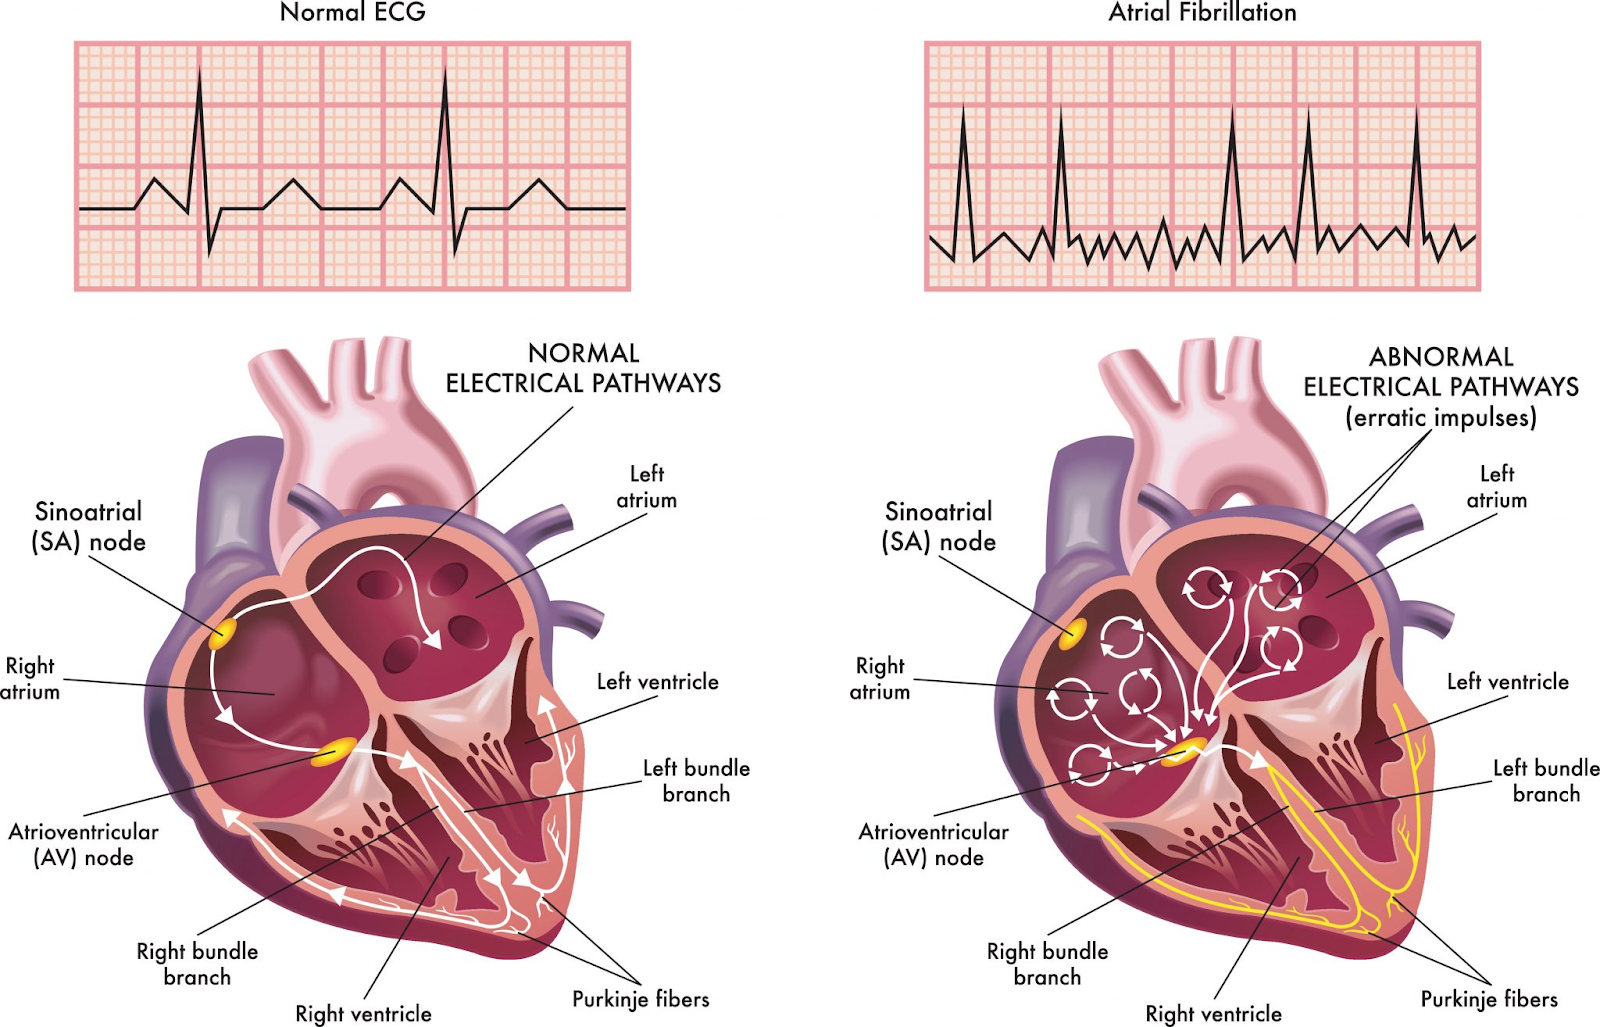 Normal ECG
Atrial Fibrillation
NORMAL
ELECTRICAL PATHWAYS
Left
atrium
Sinoatrial
(SA) node
Right
atrium
Left ventricle
Left bundle
branch
Atrioventricular
(AV) node
Right bundle
branch
Right ventricle
Purkinje fibers
ABNORMAL
ELECTRICAL PATHWAYS
(erratic impulses)
Left
atrium
Sinoatrial
(SA) node
Right
atrium
Left ventricle
Left bundle
branch
Atrioventricular
(AV) node
Right bundle
branch
Right ventricle
Purkinje fibers